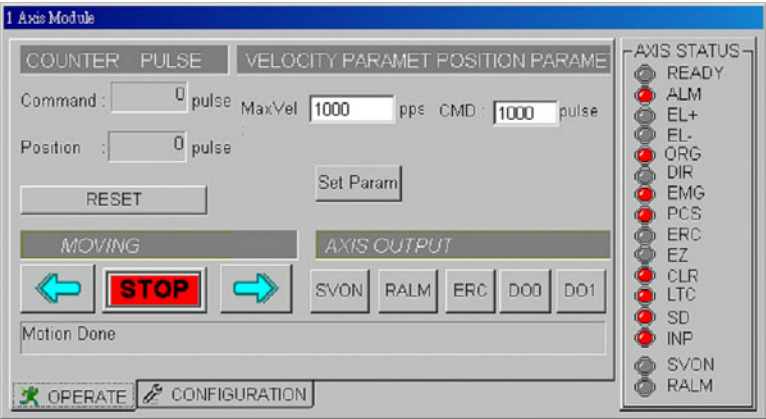 1 Axis Module
COUNTER PULSE
Command : 0 pulse
Position : 0 pulse
RESET
VELOCITY PARAMET POSITION PARAME
MaxVel : 1000 pps CMD : 1000 pulse
Set Param
MOVING
STOP
AXIS OUTPUT
SVON RALM ERC DO0 DO1
Motion Done
OPERATE CONFIGURATION
AXIS STATUS
READY
ALM
EL+
EL-
ORG
DIR
EMG
PCS
ERC
EZ
CLR
LTC
SD
INP
SVON
RALM